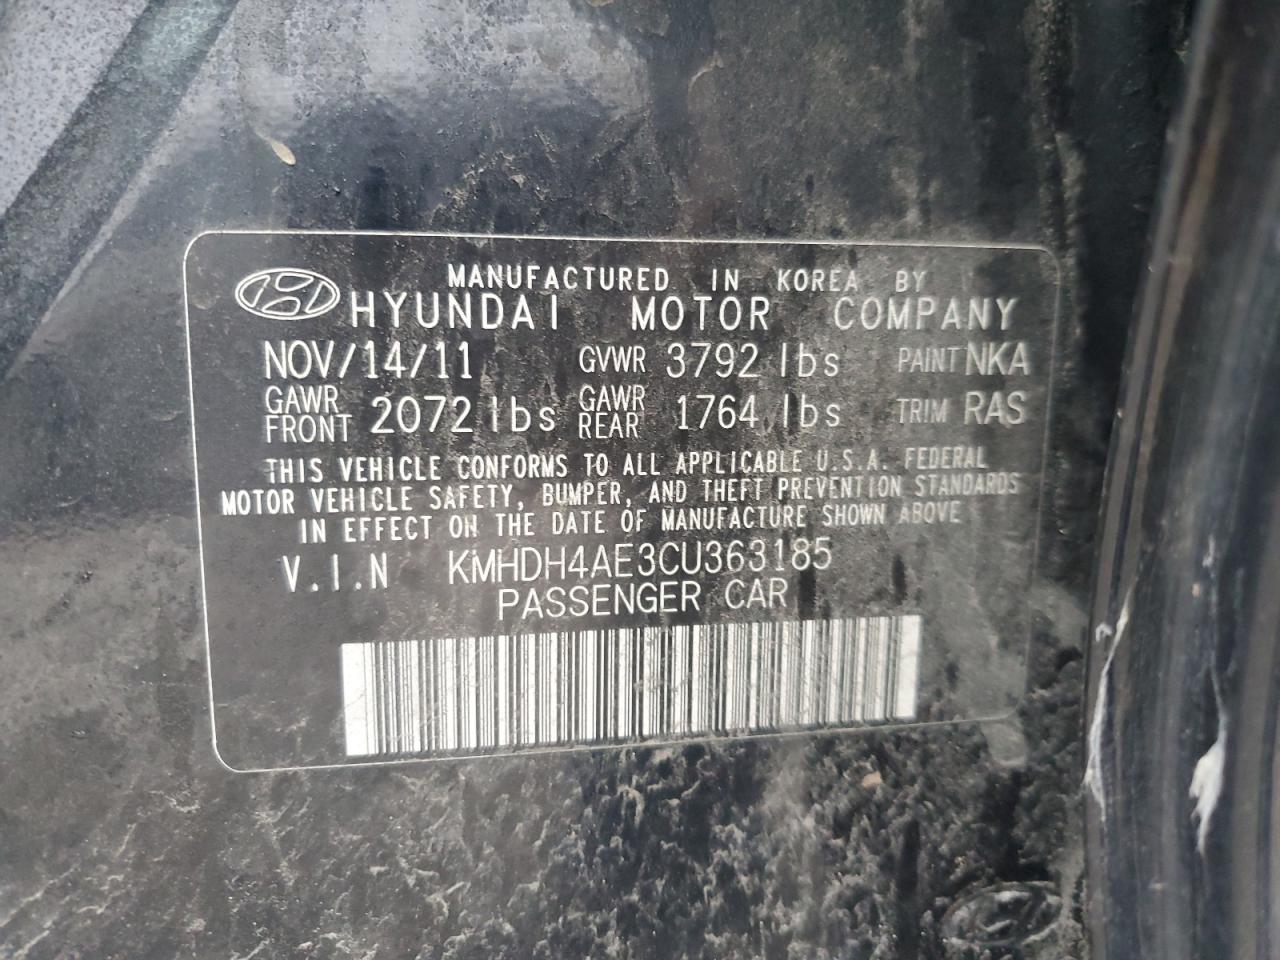 MANUFACTURED IN KOREA BY
HYUNDAI MOTOR COMPANY
NOV/14/11 GVWR 3792 lbs PAINT NKA
GAWR FRONT 2072 lbs GAWR REAR 1764 lbs TRIM RAS
THIS VEHICLE CONFORMS TO ALL APPLICABLE U.S.A. FEDERAL
MOTOR VEHICLE SAFETY, BUMPER, AND THEFT PREVENTION STANDARDS
IN EFFECT ON THE DATE OF MANUFACTURE SHOWN ABOVE
V.I.N KMHDH4AE3CU363185
PASSENGER CAR